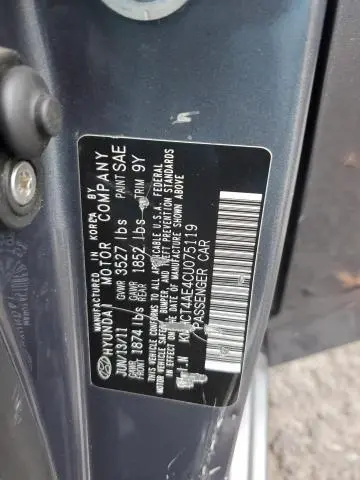 MANUFACTURED IN KOREA BY
HYUNDAI MOTOR COMPANY
JUN/13/11 GVWR 3527 lbs PAINT SAE
GAWR FRONT 1874 lbs GAWR REAR 1852 lbs TRIM 9Y
THIS VEHICLE CONFORMS TO ALL APPLICABLE U.S.A. FEDERAL
MOTOR VEHICLE SAFETY, BUMPER, AND THEFT PREVENTION STANDARDS
IN EFFECT ON THE DATE OF MANUFACTURE SHOWN ABOVE
V.I.N CT4AE4CU075119
PASSENGER CAR